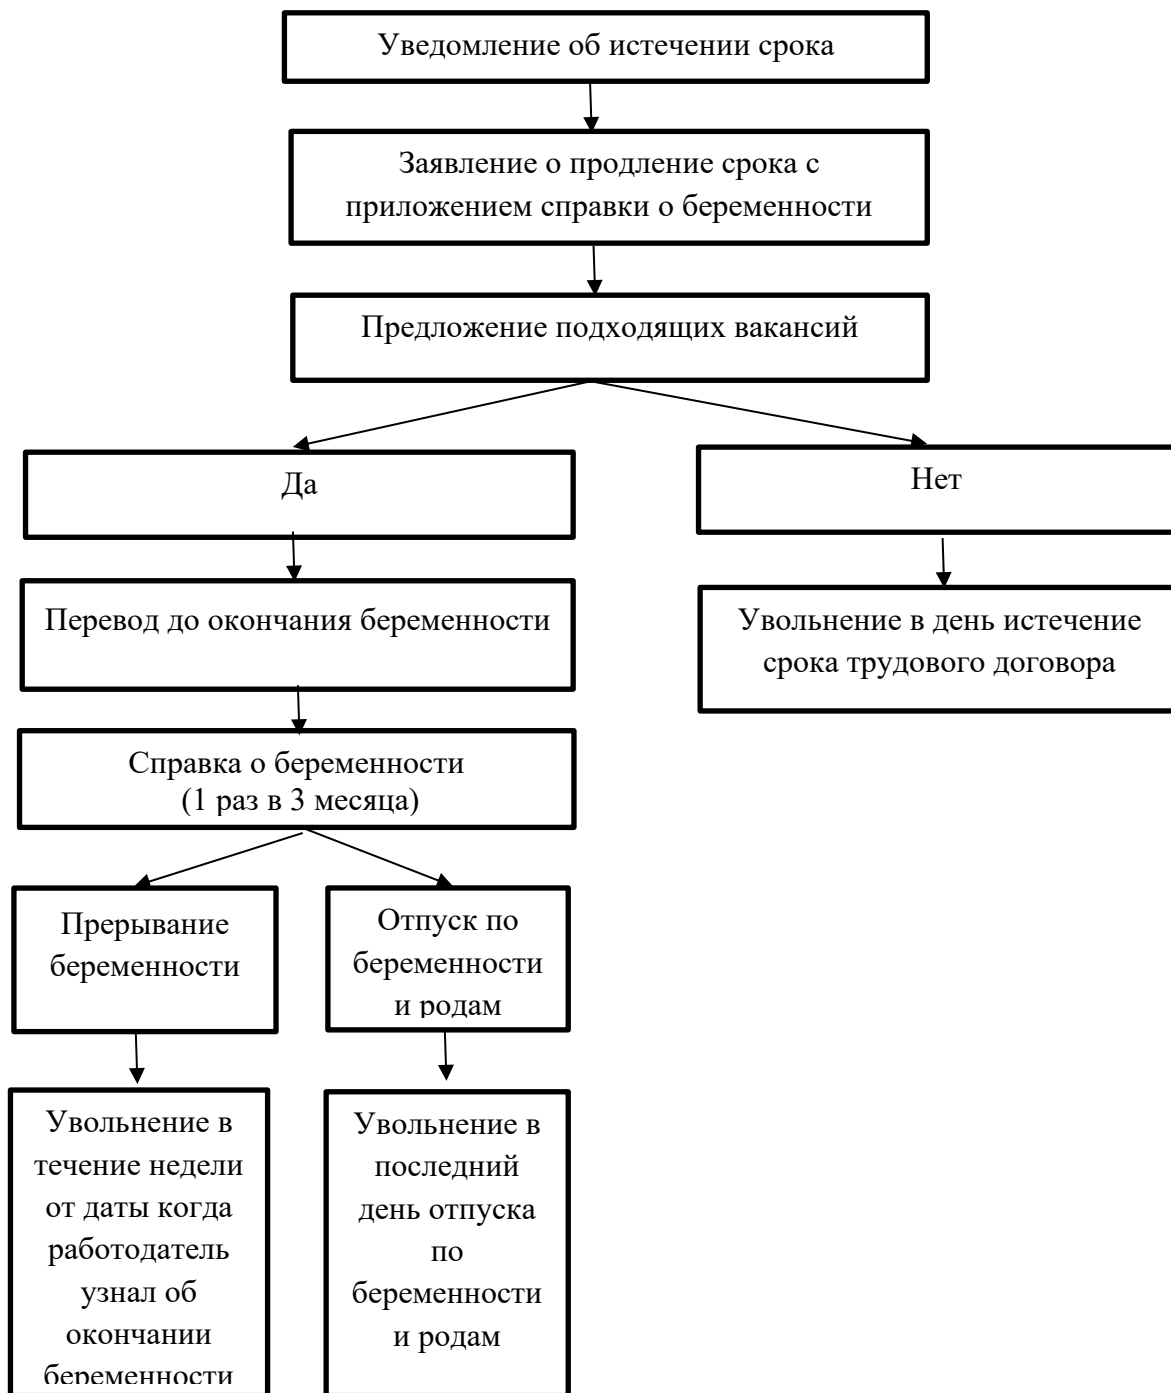 Уведомление об истечении срока
Заявление о продление срока с
приложением справки о беременности
Предложение подходящих вакансий
Да
Нет
Перевод до окончания беременности
Увольнение в день истечение
срока трудового договора
Справка о беременности
(1 раз в 3 месяца)
Прерывание
беременности
Отпуск по
беременности
и родам
Увольнение в
течение недели
от даты когда
работодатель
узнал об
окончании
беременности
Увольнение в
последний
день отпуска
по
беременности
и родам